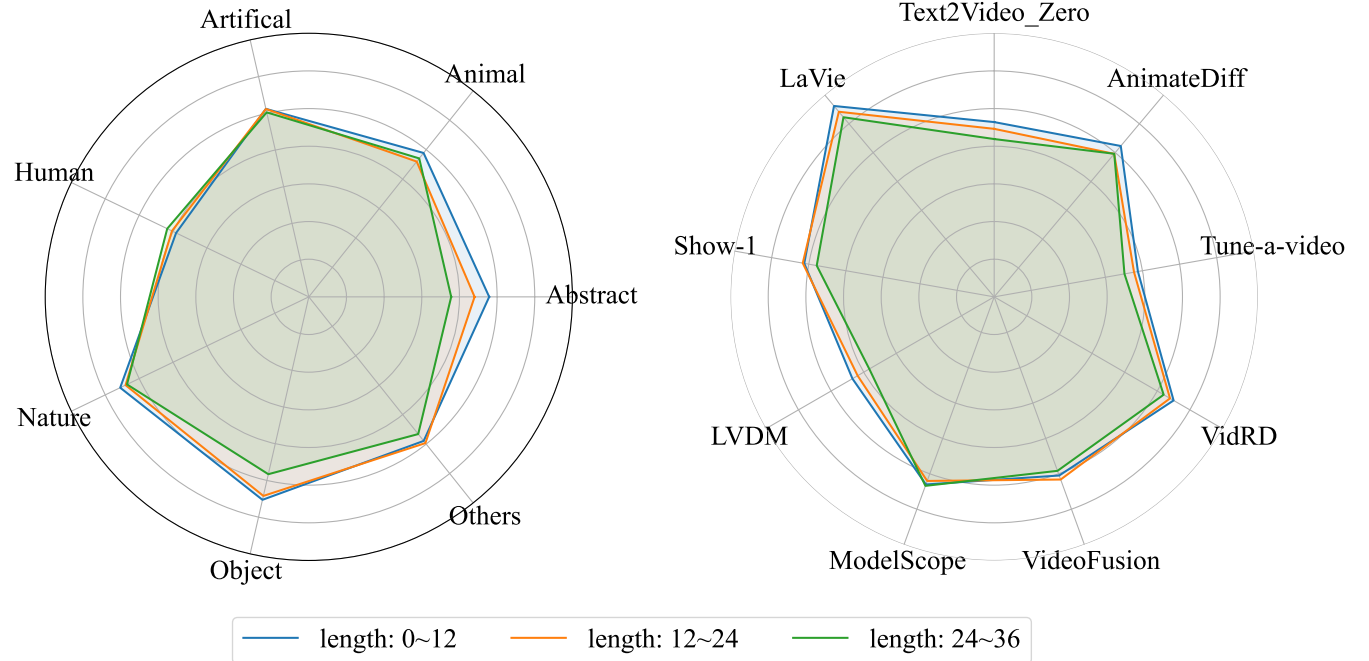 Artifical
Animal
Human
Abstract
Nature
Others
Object
Text2Video_Zero
LaVie
AnimateDiff
Show-1
Tune-a-video
LVDM
VidRD
ModelScope
VideoFusion
length: 0~12
length: 12~24
length: 24~36